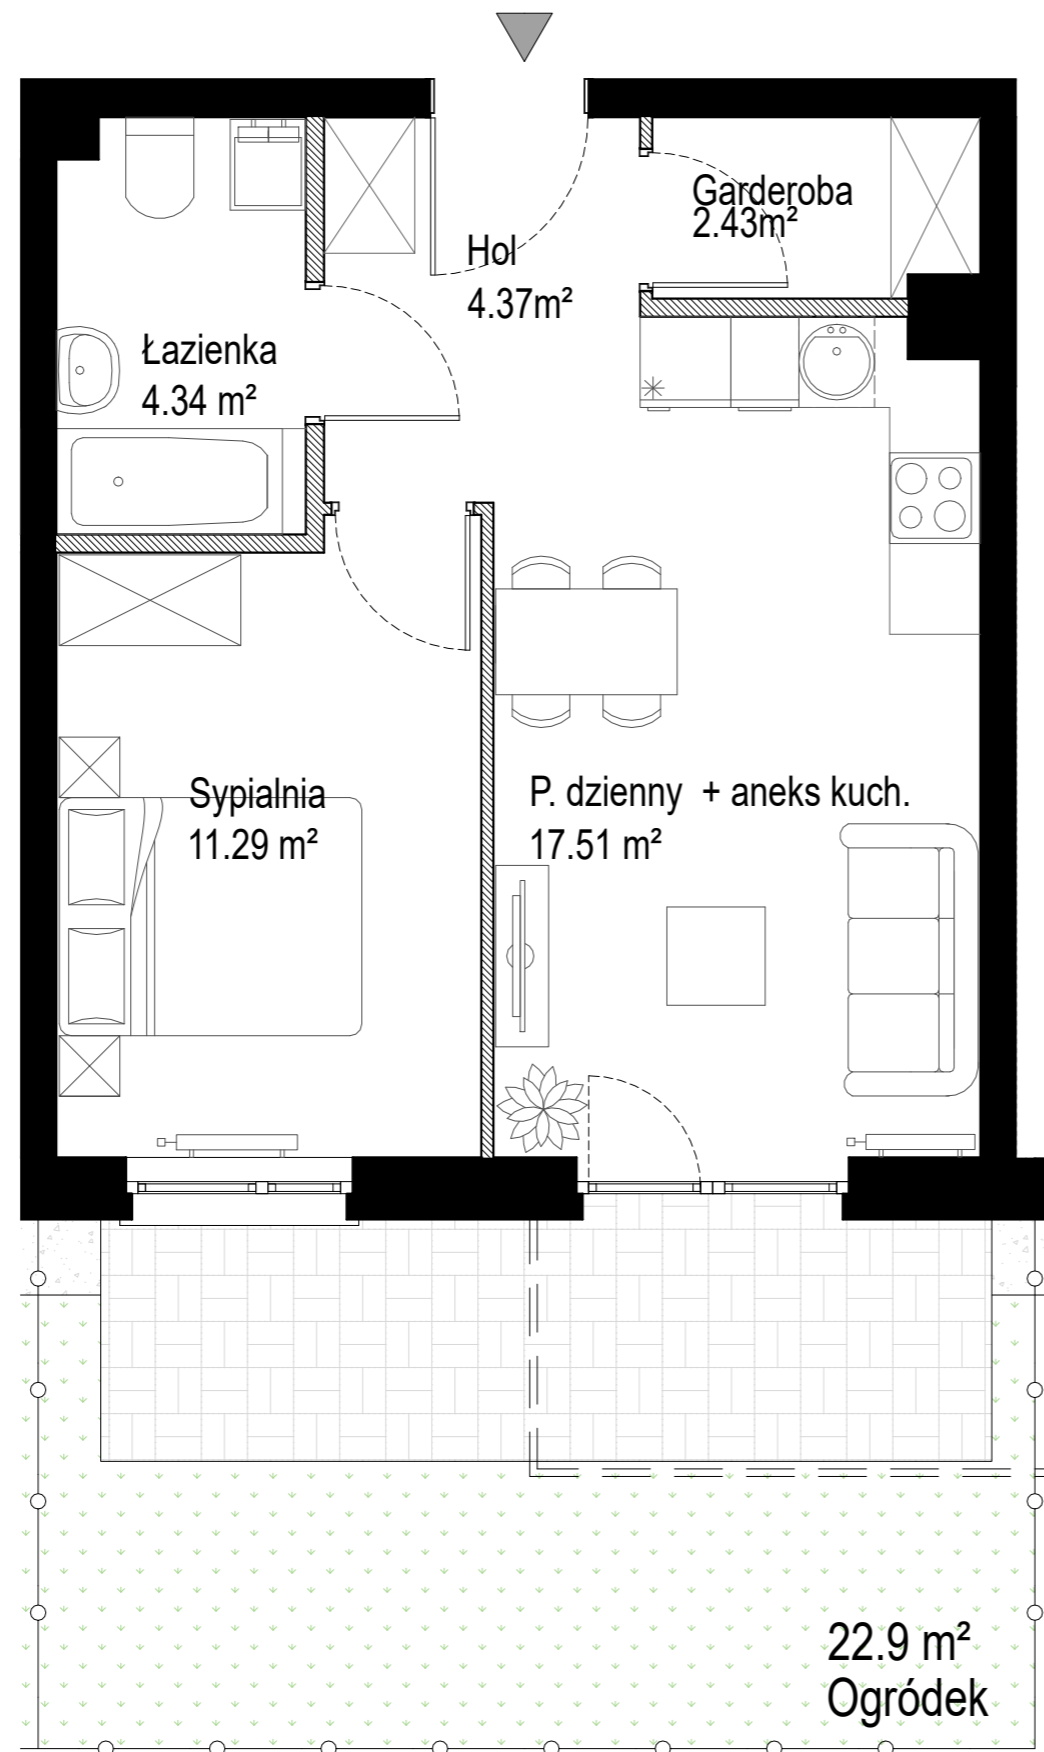 Garderoba
2.43m²
Hol
4.37m²
Łazienka
4.34 m²
Sypialnia
11.29 m²
P. dzienny + aneks kuch.
17.51 m²
22.9 m²
Ogródek